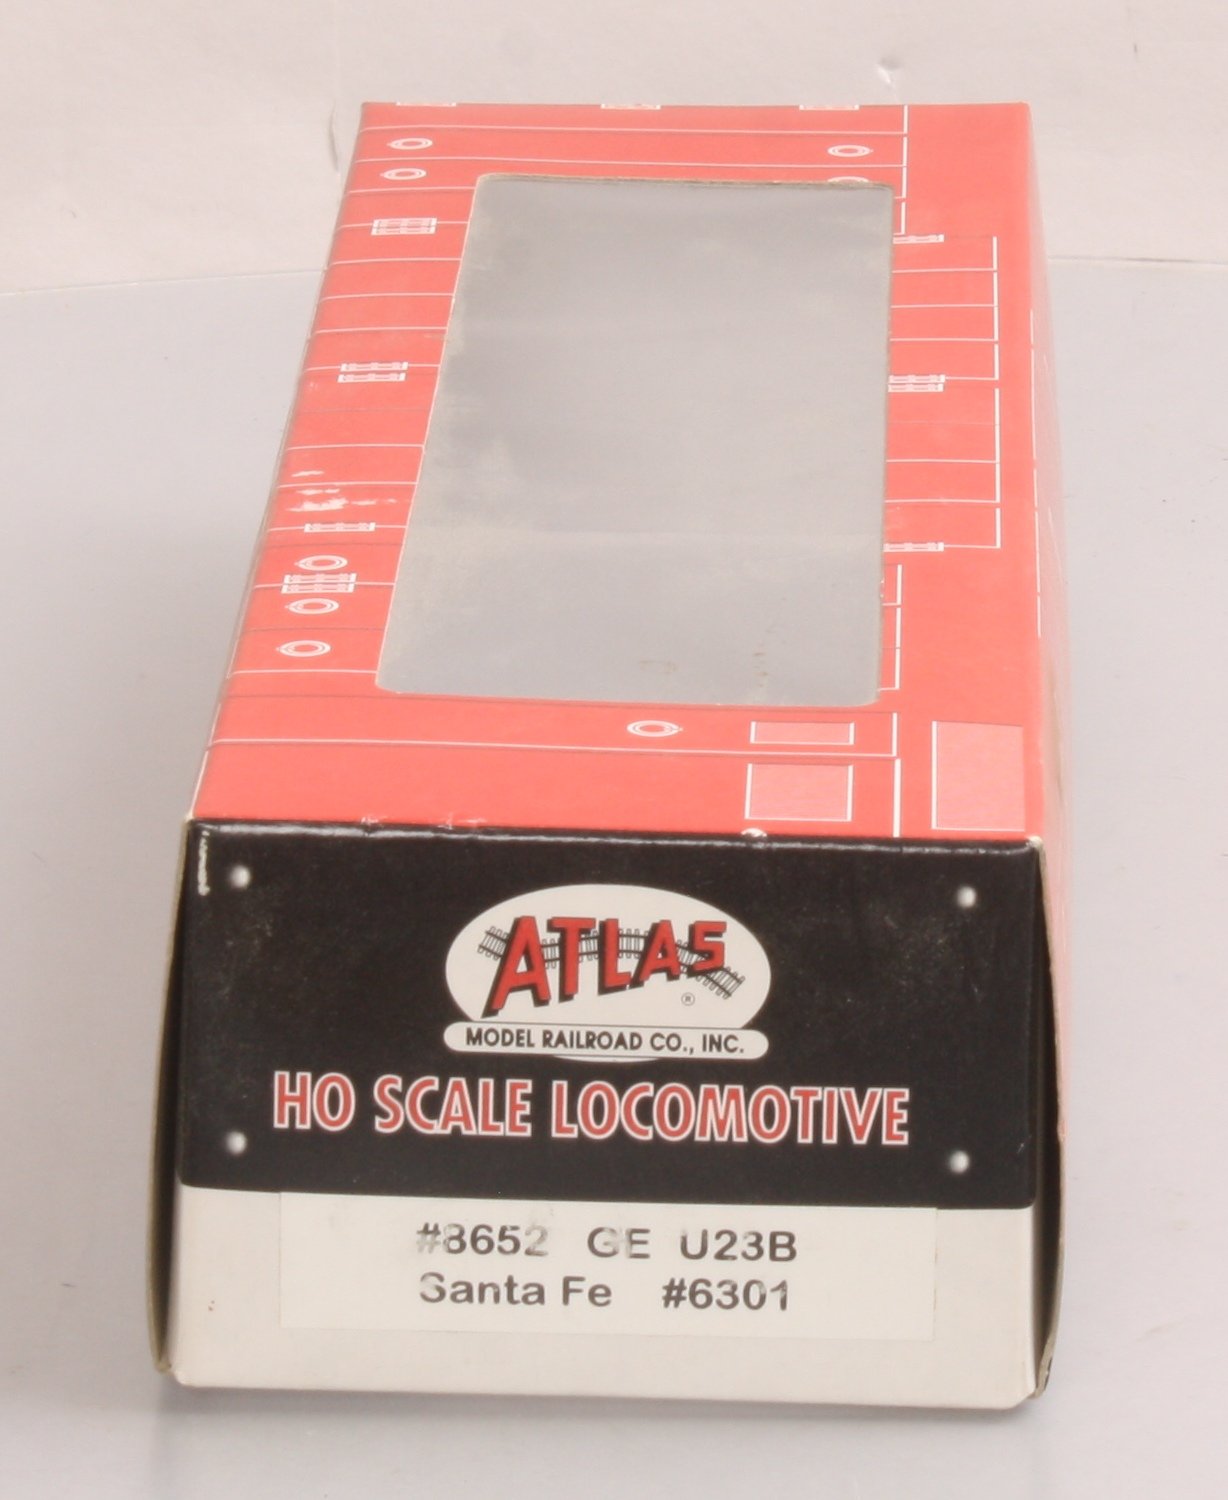 ATLAS
®
MODEL RAILROAD CO., INC.
HO SCALE LOCOMOTIVE
#8652 GE U23B
Santa Fe #6301